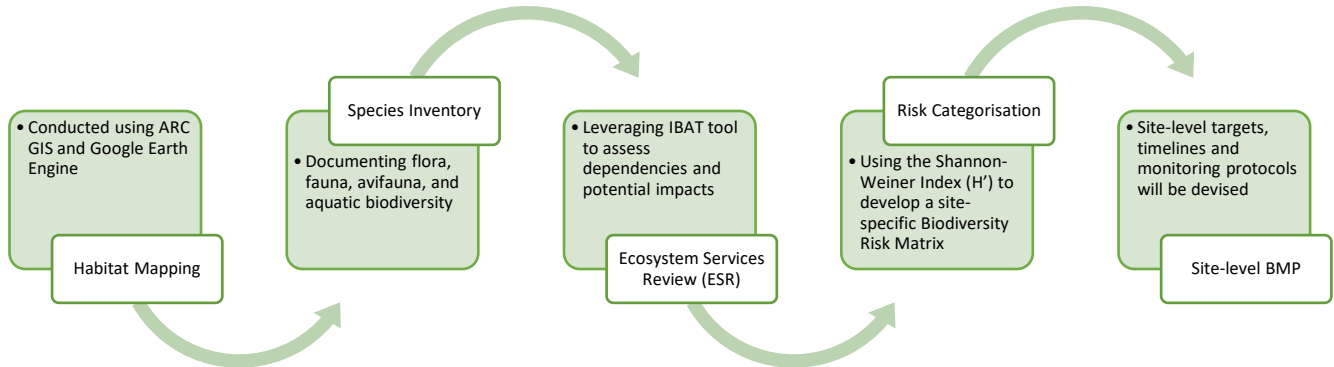 • Conducted using ARC
GIS and Google Earth
Engine
Habitat Mapping
Species Inventory
• Documenting flora,
fauna, avifauna, and
aquatic biodiversity
• Leveraging IBAT tool
to assess
dependencies and
potential impacts
Ecosystem Services
Review (ESR)
Risk Categorisation
• Using the Shannon-
Weiner Index (H’) to
develop a site-
specific Biodiversity
Risk Matrix
• Site-level targets,
timelines and
monitoring protocols
will be devised
Site-level BMP